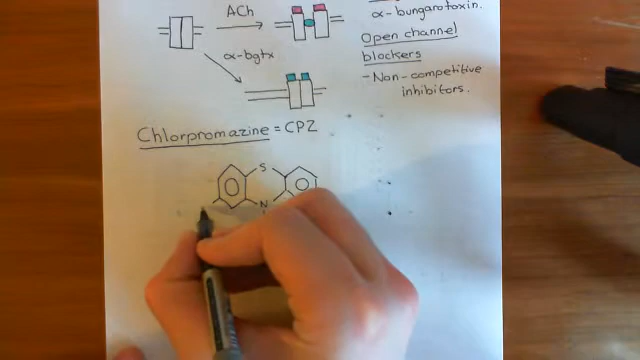 ACh
α-bgtx
α-bungarotoxin.
Open channel
blockers
-Non-competitive
inhibitors.
Chlorpromazine = CPZ
S
N